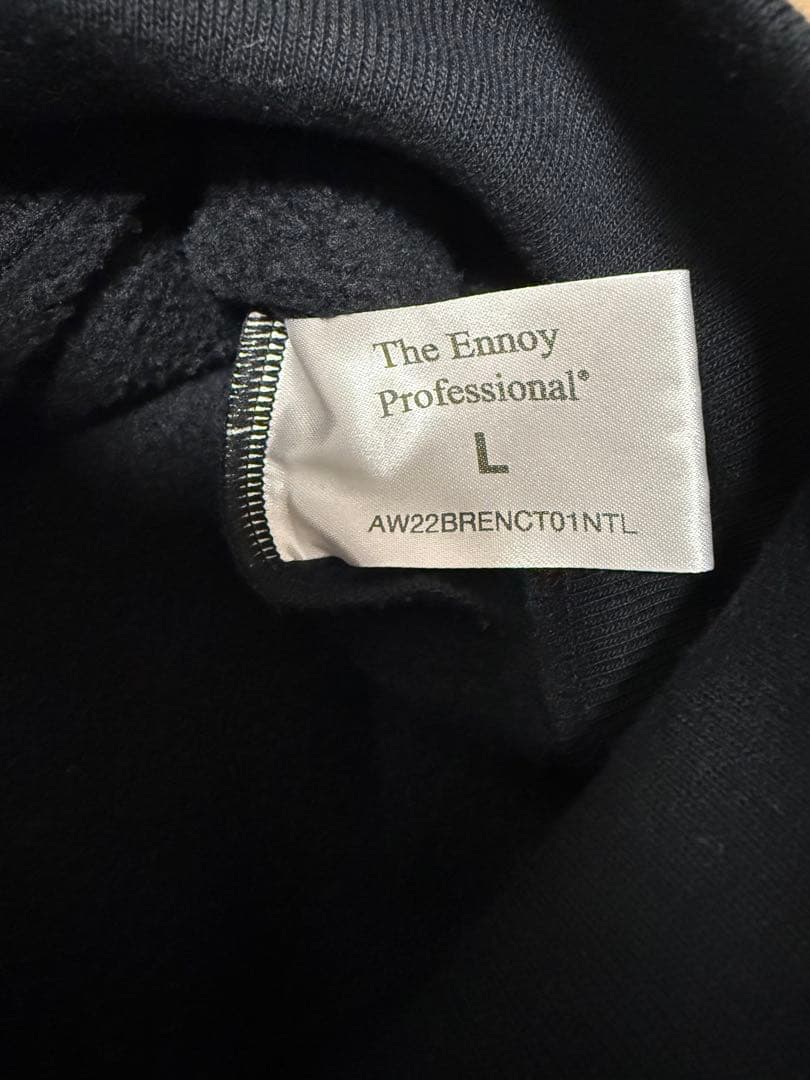 The Ennoy
Professional®
L
AW22BRENCT01NTL